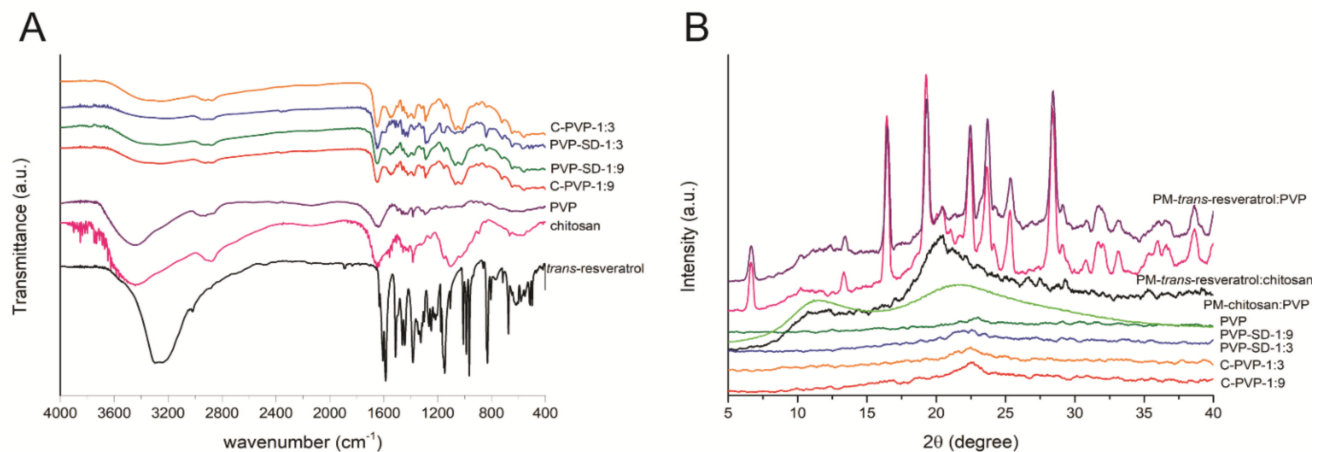 A
Transmittance (a.u.)
C-PVP-1:3
PVP-SD-1:3
PVP-SD-1:9
C-PVP-1:9
PVP
chitosan
trans-resveratrol
4000 3600 3200 2800 2400 2000 1600 1200 800 400
wavenumber (cm⁻¹)
B
Intensity (a.u.)
PM-trans-resveratrol:PVP
PM-trans-resveratrol:chitosan
PM-chitosan:PVP
PVP
PVP-SD-1:9
PVP-SD-1:3
C-PVP-1:3
C-PVP-1:9
5 10 15 20 25 30 35 40
2θ (degree)